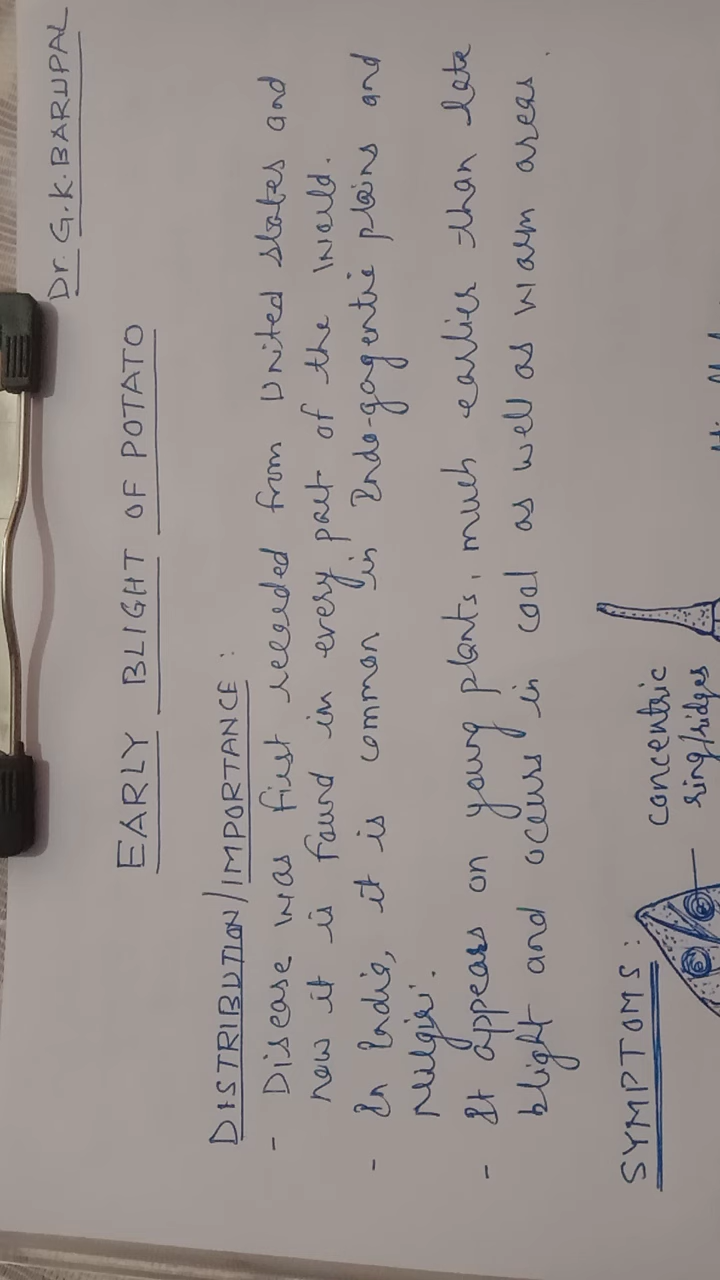 Dr. G.K.BARUPAL
EARLY BLIGHT OF POTATO
DISTRIBUTION/IMPORTANCE:
- Disease was first recorded from United states and
now it is found in every part of the world.
- In India, it is common in Indo-gangentic plains and
Nilgiri.
- It appears on young plants, much earlier than late
blight and occurs in cool as well as warm areas.
SYMPTOMS:
concentric
ring/ridges